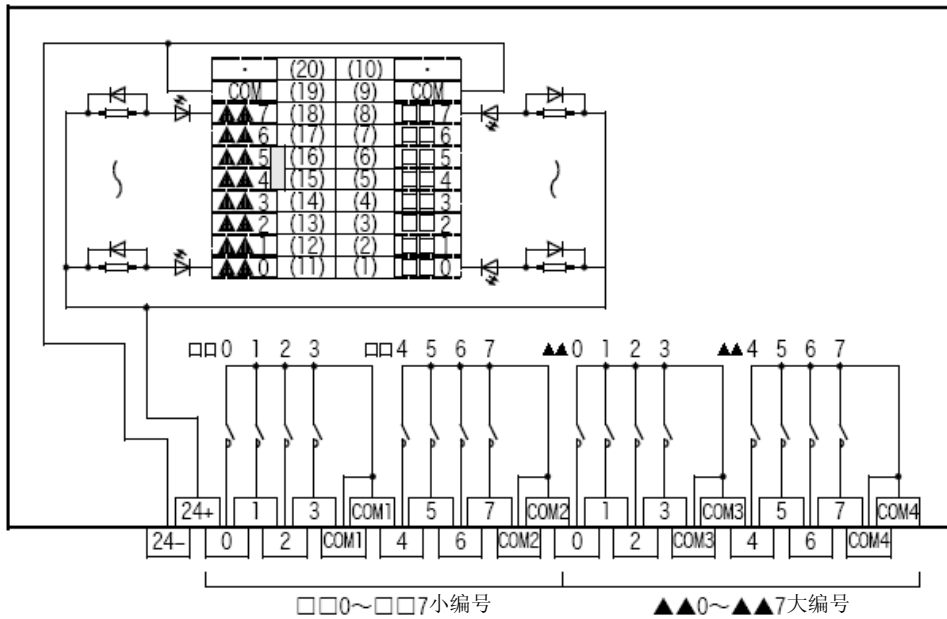 · (20) (10) ·
COM (19) (9) COM
▲▲7 (18) (8) □□7
▲▲6 (17) (7) □□6
▲▲5 (16) (6) □□5
▲▲4 (15) (5) □□4
▲▲3 (14) (4) □□3
▲▲2 (13) (3) □□2
▲▲1 (12) (2) □□1
▲▲0 (11) (1) □□0
□□0 1 2 3 □□4 5 6 7 ▲▲0 1 2 3 ▲▲4 5 6 7
24+ 1 3 COM1 5 7 COM2 1 3 COM3 5 7 COM4
24− 0 2 COM1 4 6 COM2 0 2 COM3 4 6 COM4
□□0～□□7小编号 ▲▲0～▲▲7大编号